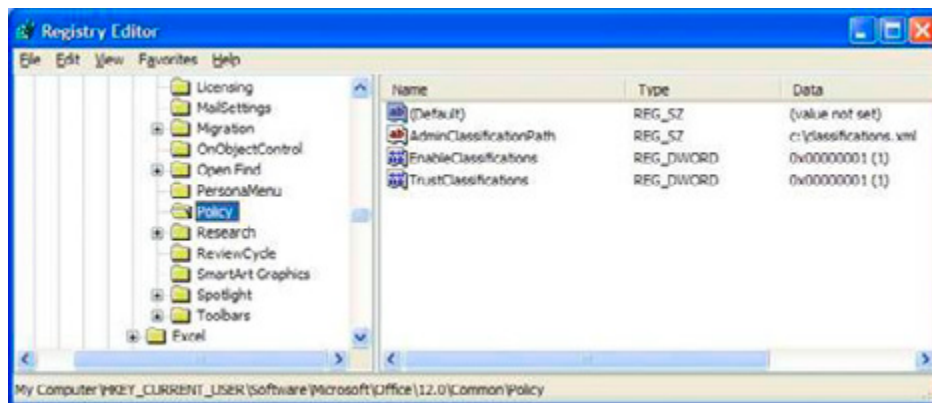 Registry Editor
File Edit View Favorites Help
Licensing
MailSettings
Migration
OnObjectControl
Open Find
PersonaMenu
Policy
Research
ReviewCycle
SmartArt Graphics
Spotlight
Toolbars
Excel
Name Type Data
(Default) REG_SZ (value not set)
AdminClassificationPath REG_SZ c:\classifications.xml
EnableClassifications REG_DWORD 0x00000001 (1)
TrustClassifications REG_DWORD 0x00000001 (1)
My Computer\HKEY_CURRENT_USER\Software\Microsoft\Office\12.0\Common\Policy